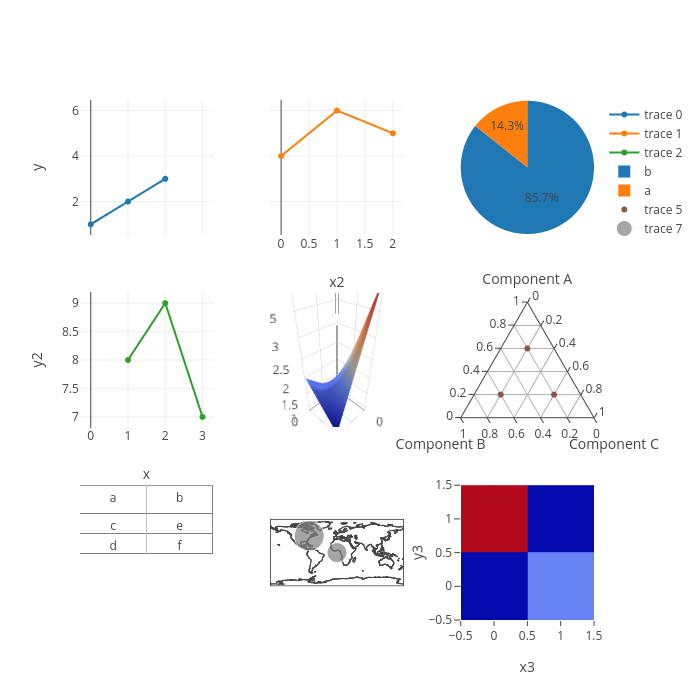 6
4
2
y
0 0.5 1 1.5 2
14.3%
85.7%
trace 0
trace 1
trace 2
b
a
trace 5
trace 7
9
8.5
8
7.5
7
y2
0 1 2 3
x
x2
5
3
2.5
2
1.5
0
0
Component A
1 0
0.8 0.2
0.6 0.4
0.4 0.6
0.2 0.8
0 1
1 0.8 0.6 0.4 0.2 0
Component B Component C
a b
c e
d f
1.5
1
0.5
0
−0.5
y3
−0.5 0 0.5 1 1.5
x3